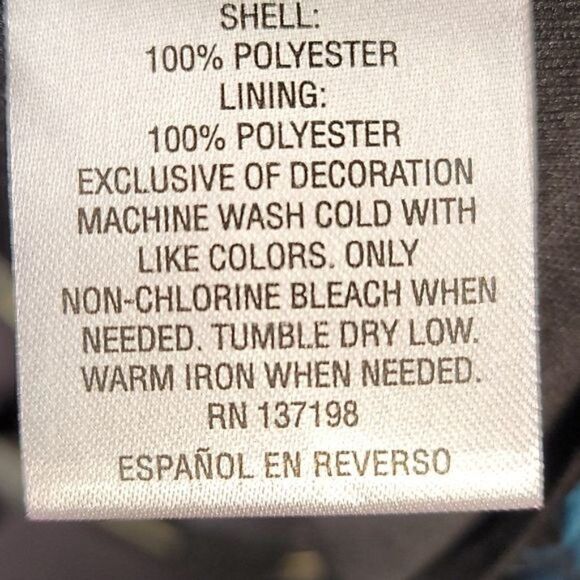 SHELL:
100% POLYESTER
LINING:
100% POLYESTER
EXCLUSIVE OF DECORATION
MACHINE WASH COLD WITH
LIKE COLORS. ONLY
NON-CHLORINE BLEACH WHEN
NEEDED. TUMBLE DRY LOW.
WARM IRON WHEN NEEDED.
RN 137198
ESPAÑOL EN REVERSO